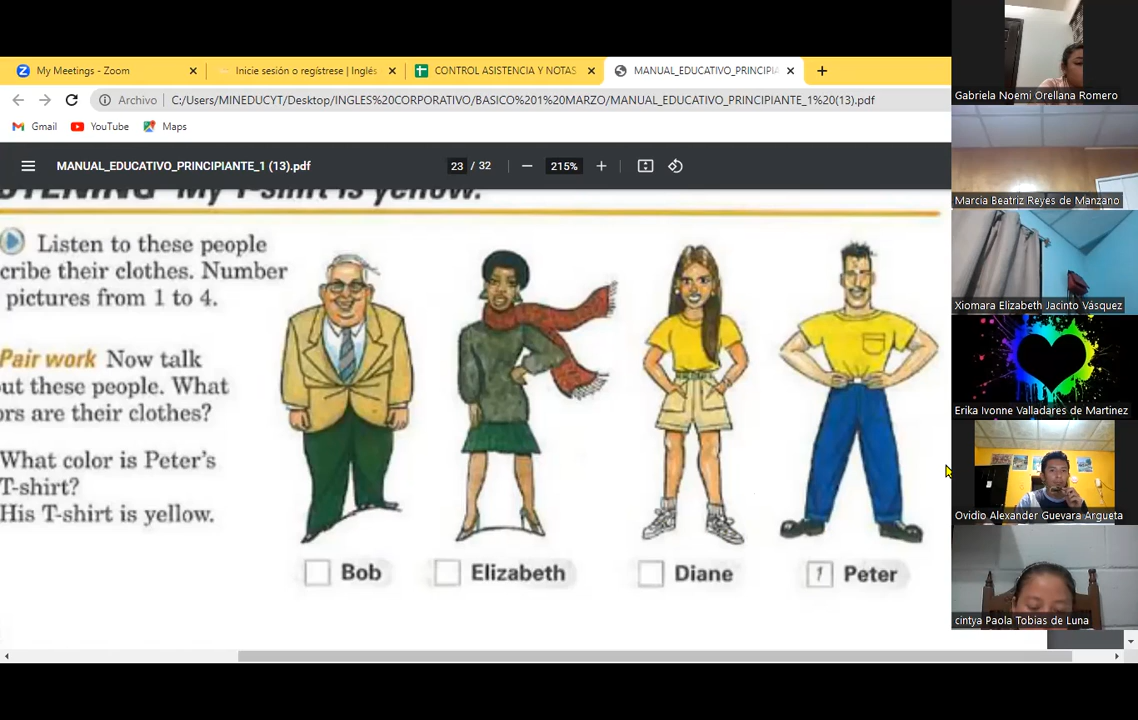 My Meetings - Zoom
Inicie sesión o regístrese | Inglés
CONTROL ASISTENCIA Y NOTAS
MANUAL_EDUCATIVO_PRINCIPIA
Archivo
C:/Users/MINEDUCYT/Desktop/INGLES%20CORPORATIVO/BASICO%201%20MARZO/MANUAL_EDUCATIVO_PRINCIPIANTE_1%20(13).pdf
Gmail
YouTube
Maps
MANUAL_EDUCATIVO_PRINCIPIANTE_1 (13).pdf
23 / 32
215%
My T-shirt is yellow.
Listen to these people
cribe their clothes. Number
pictures from 1 to 4.
Pair work Now talk
out these people. What
ors are their clothes?
What color is Peter's
T-shirt?
His T-shirt is yellow.
Bob
Elizabeth
Diane
1 Peter
Gabriela Noemi Orellana Romero
Marcia Beatriz Reyes de Manzano
Xiomara Elizabeth Jacinto Vásquez
Erika Ivonne Valladares de Martinez
Ovidio Alexander Guevara Argueta
cintya Paola Tobias de Luna